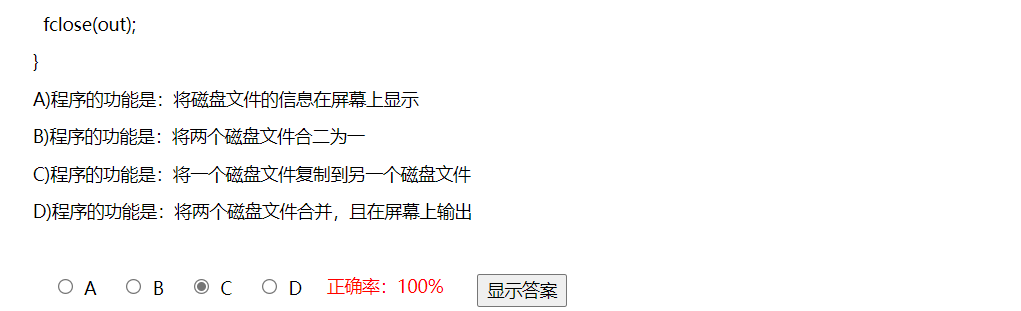 fclose(out);
}
A)程序的功能是：将磁盘文件的信息在屏幕上显示
B)程序的功能是：将两个磁盘文件合二为一
C)程序的功能是：将一个磁盘文件复制到另一个磁盘文件
D)程序的功能是：将两个磁盘文件合并，且在屏幕上输出
A B C D 正确率：100% 显示答案